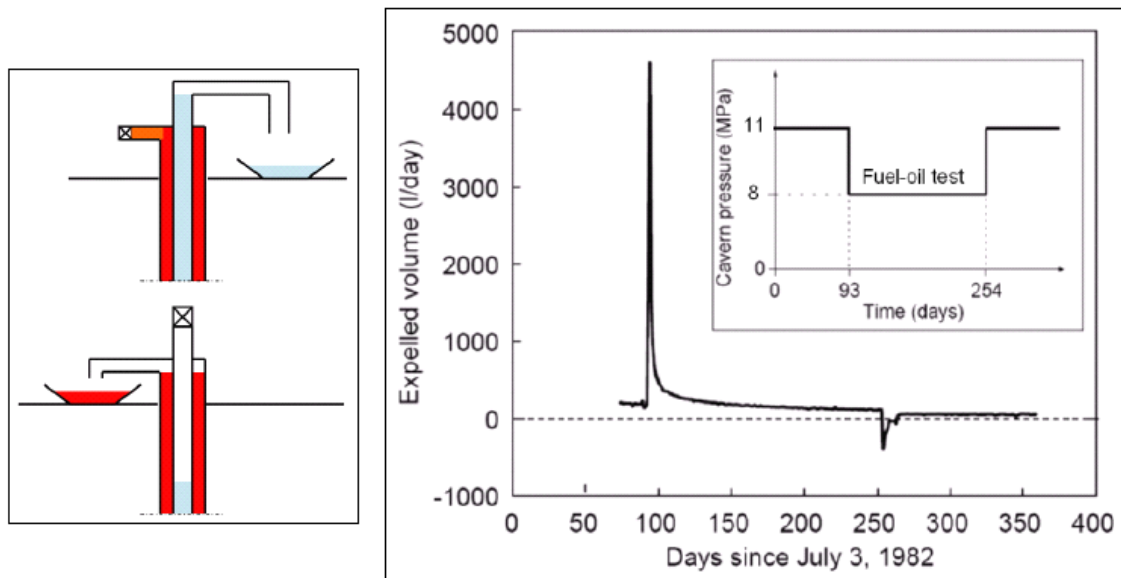 5000
4000
3000
2000
1000
0
-1000
Expelled volume (l/day)
0 50 100 150 200 250 300 350 400
Days since July 3, 1982
Cavern pressure (MPa)
11
8
0
Fuel-oil test
0 93 254
Time (days)